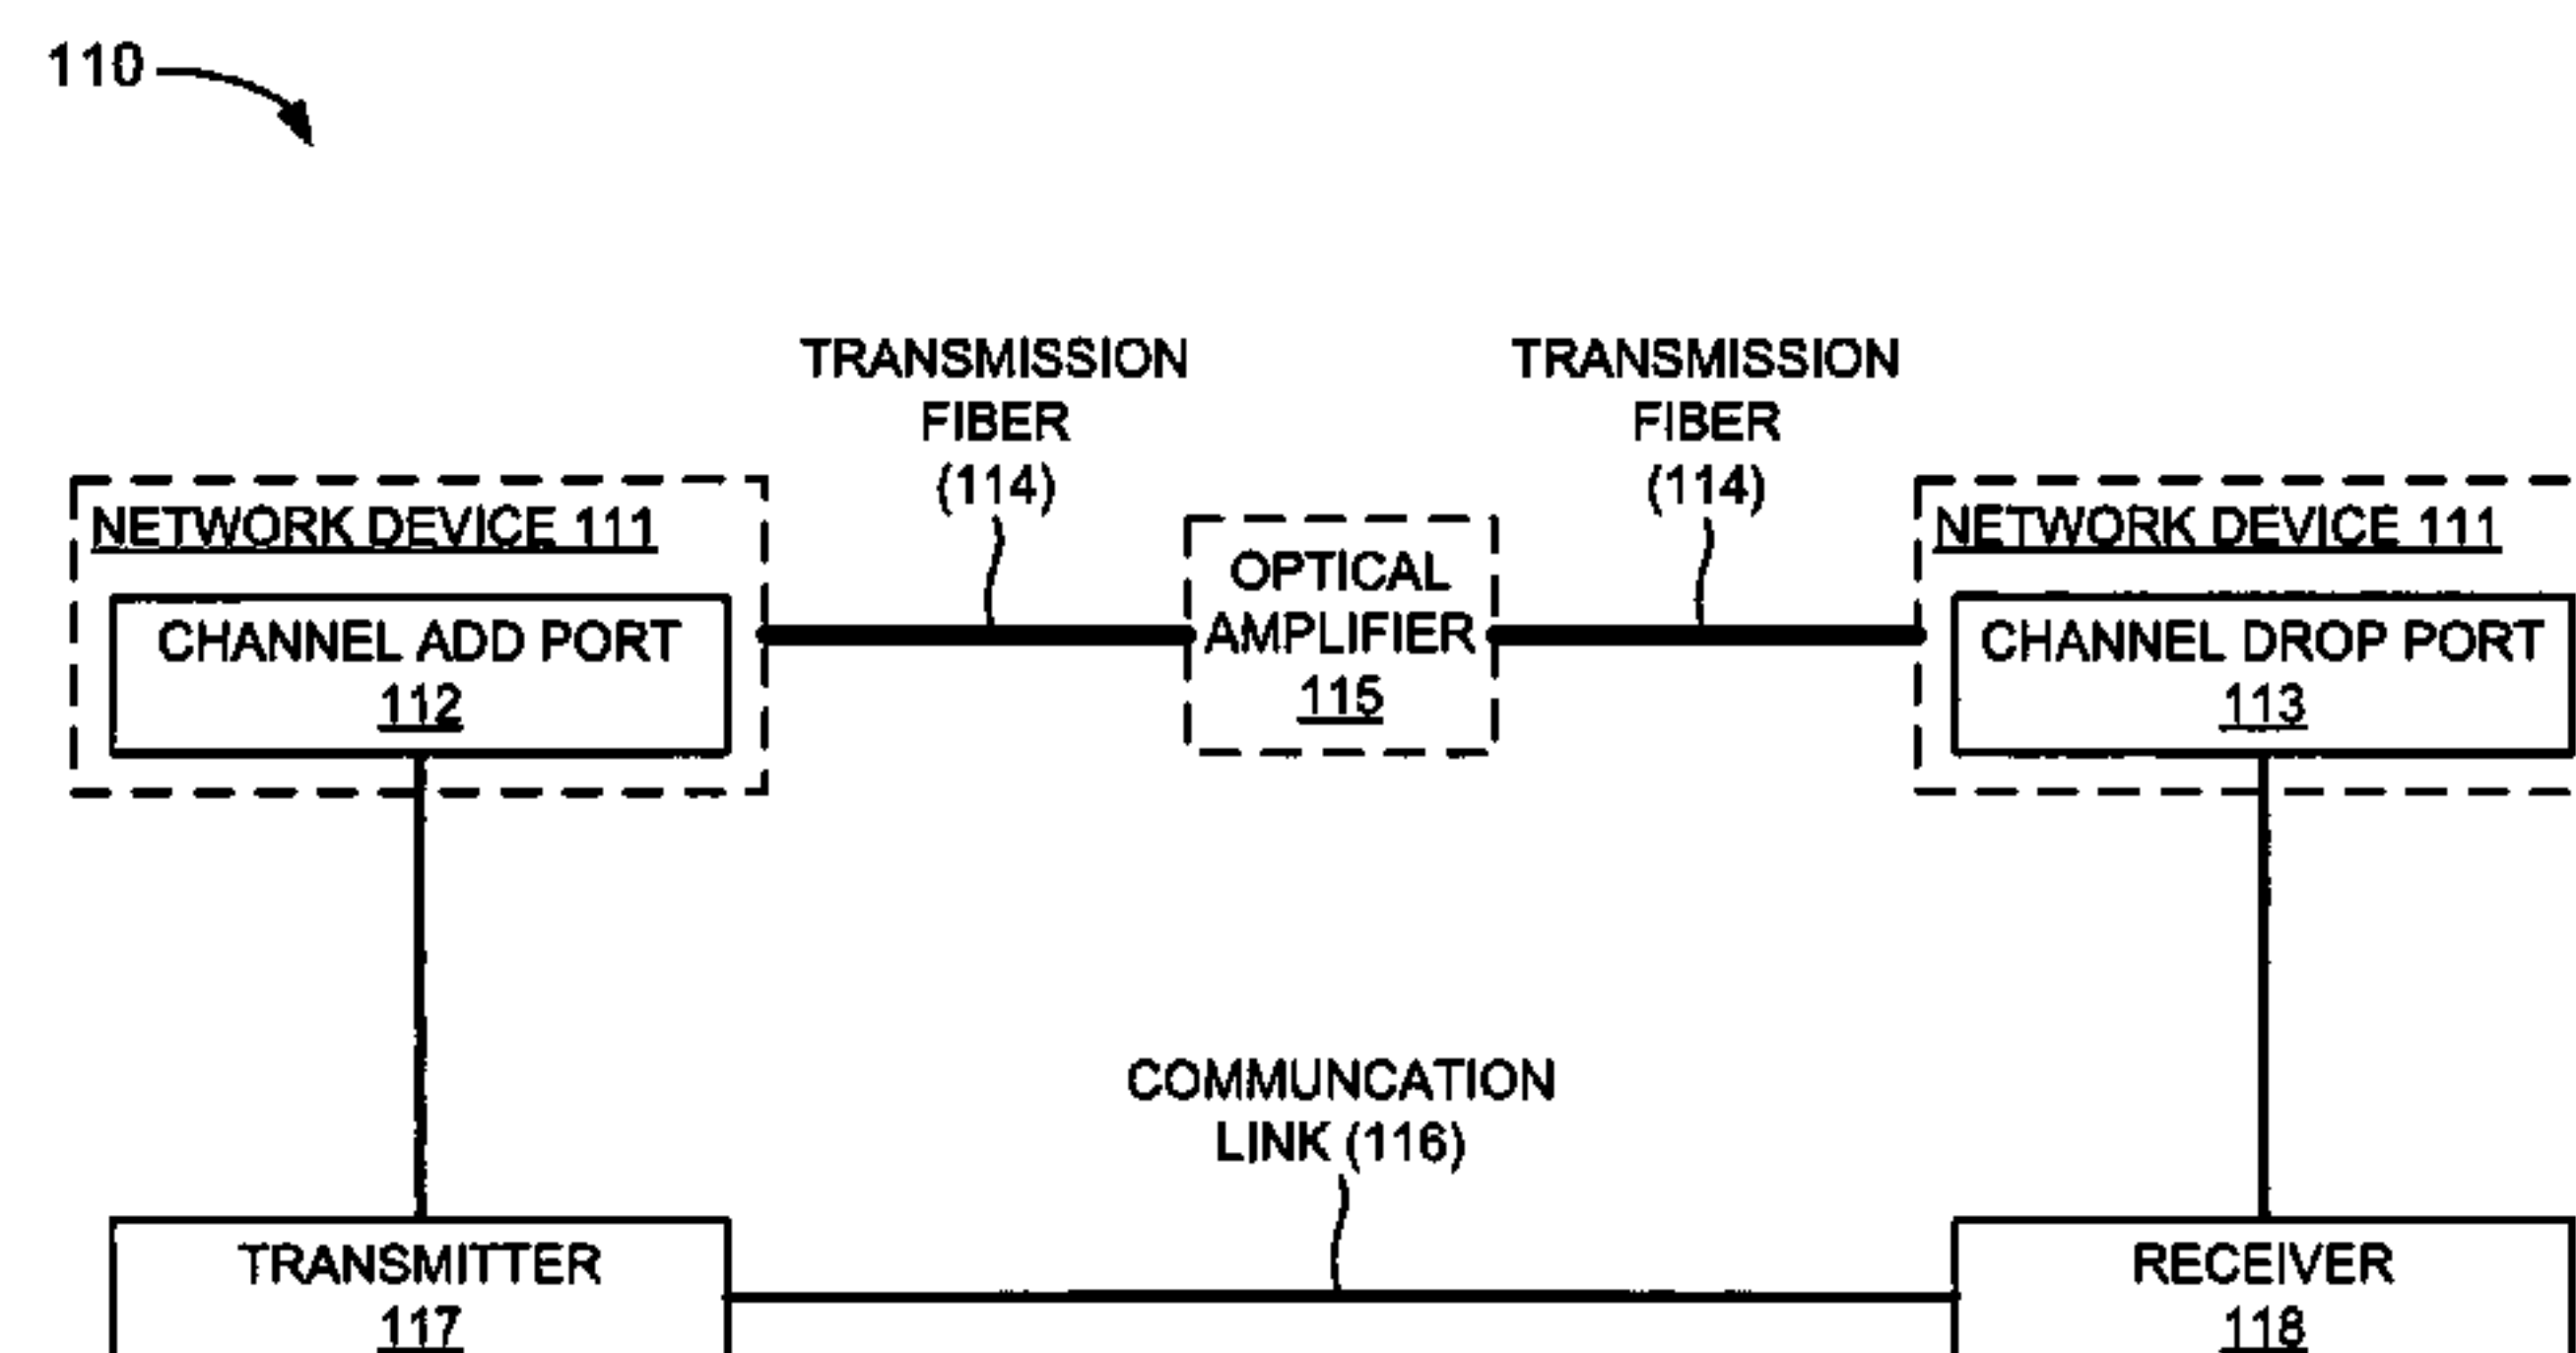 110
TRANSMISSION
FIBER
(114)
TRANSMISSION
FIBER
(114)
NETWORK DEVICE 111
CHANNEL ADD PORT
112
OPTICAL
AMPLIFIER
115
NETWORK DEVICE 111
CHANNEL DROP PORT
113
COMMUNCATION
LINK (116)
TRANSMITTER
117
RECEIVER
118